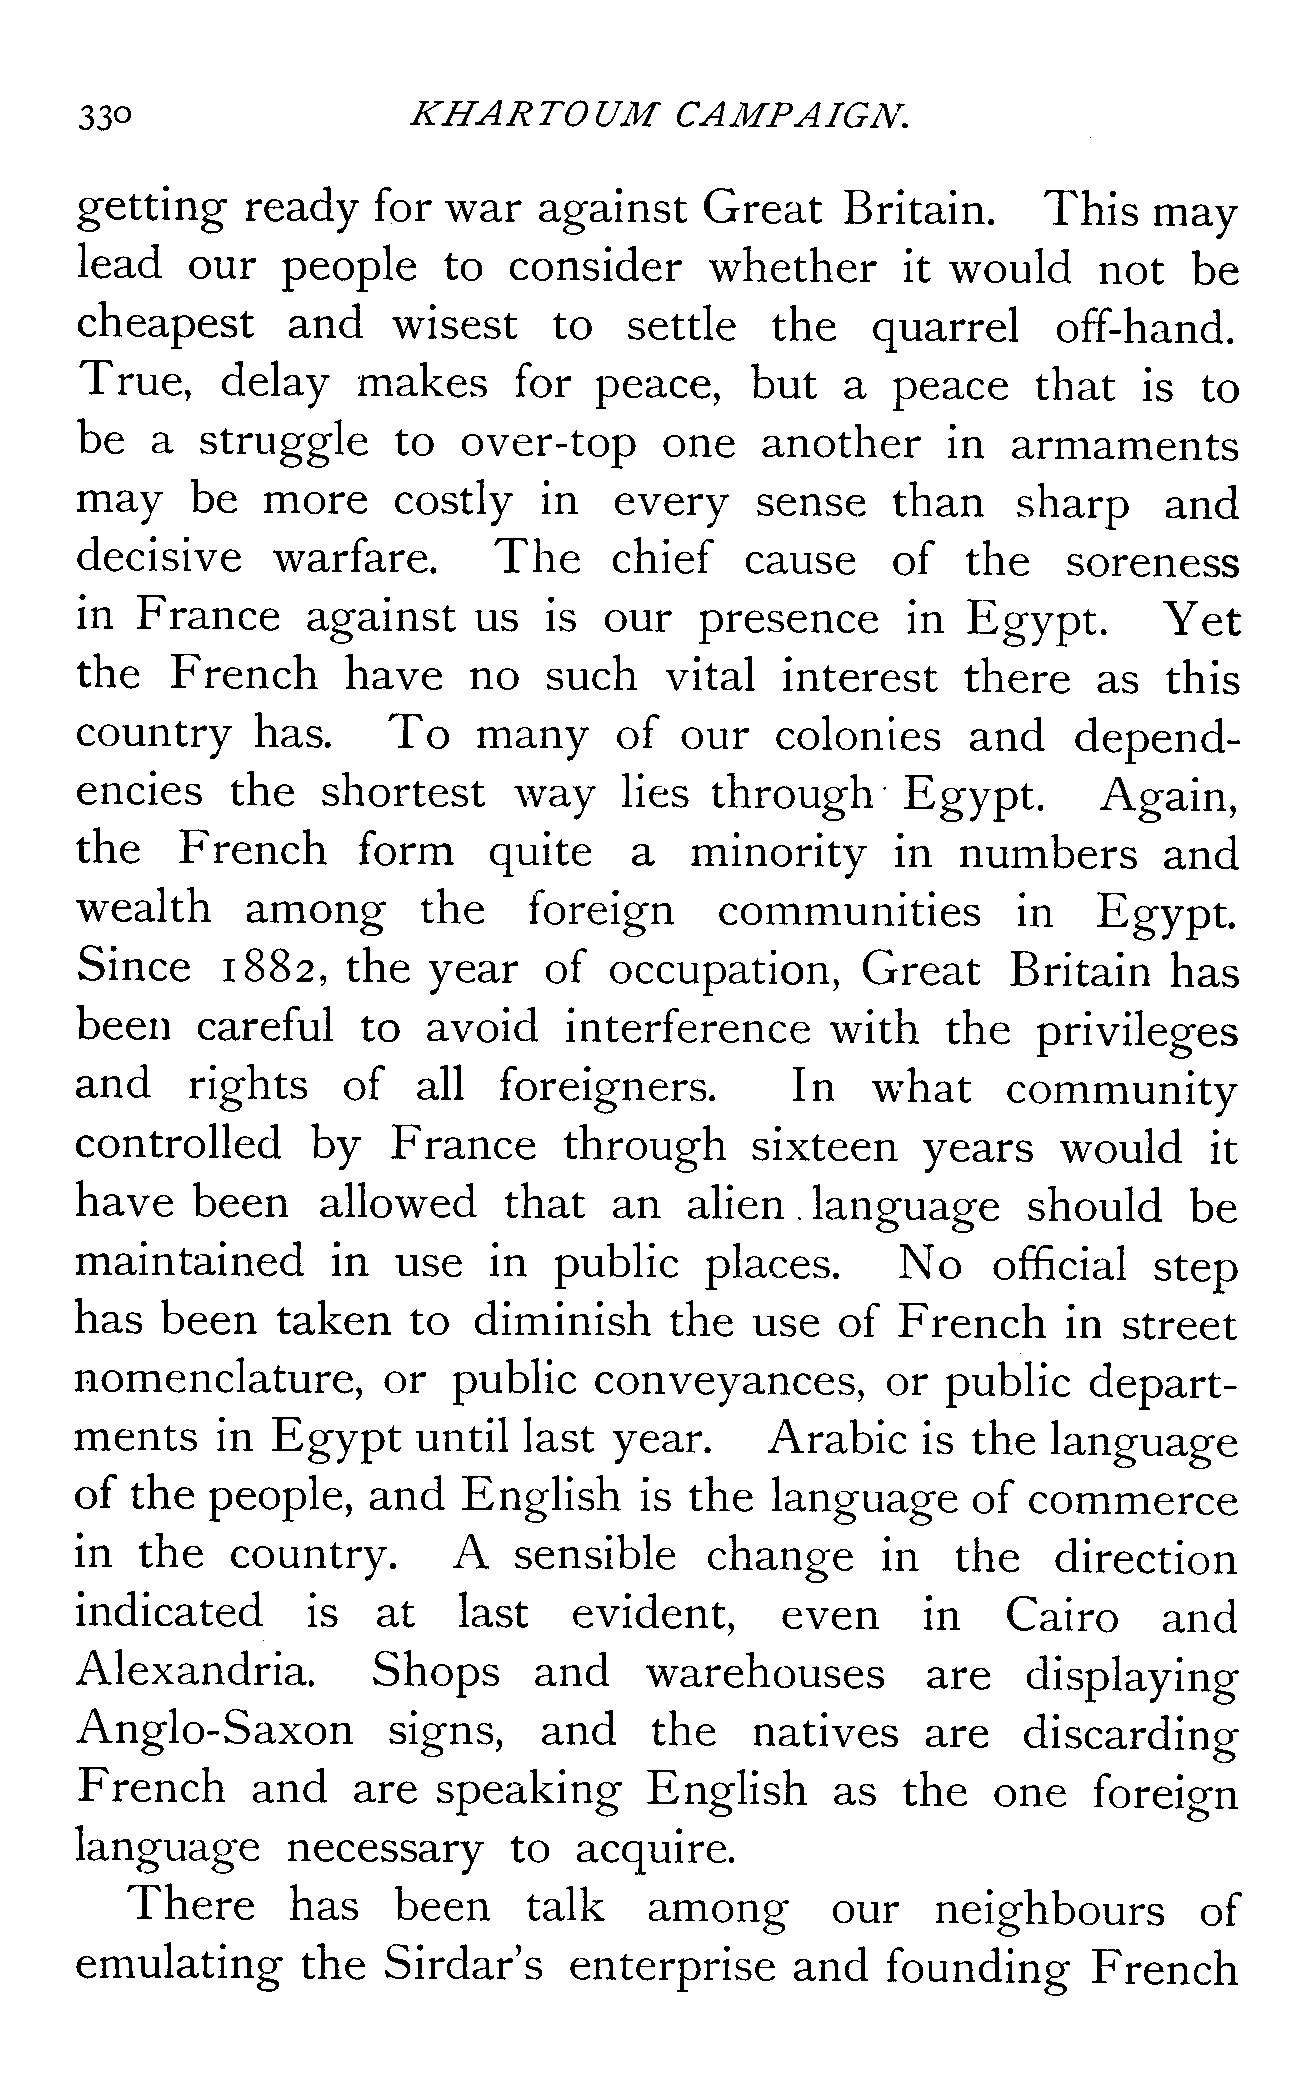 330 KHARTOUM CAMPAIGN.
getting ready for war against Great Britain. This may
lead our people to consider whether it would not be
cheapest and wisest to settle the quarrel off-hand.
True, delay makes for peace, but a peace that is to
be a struggle to over-top one another in armaments
may be more costly in every sense than sharp and
decisive warfare. The chief cause of the soreness
in France against us is our presence in Egypt. Yet
the French have no such vital interest there as this
country has. To many of our colonies and depend-
encies the shortest way lies through Egypt. Again,
the French form quite a minority in numbers and
wealth among the foreign communities in Egypt.
Since 1882, the year of occupation, Great Britain has
been careful to avoid interference with the privileges
and rights of all foreigners. In what community
controlled by France through sixteen years would it
have been allowed that an alien language should be
maintained in use in public places. No official step
has been taken to diminish the use of French in street
nomenclature, or public conveyances, or public depart-
ments in Egypt until last year. Arabic is the language
of the people, and English is the language of commerce
in the country. A sensible change in the direction
indicated is at last evident, even in Cairo and
Alexandria. Shops and warehouses are displaying
Anglo-Saxon signs, and the natives are discarding
French and are speaking English as the one foreign
language necessary to acquire.
There has been talk among our neighbours of
emulating the Sirdar's enterprise and founding French